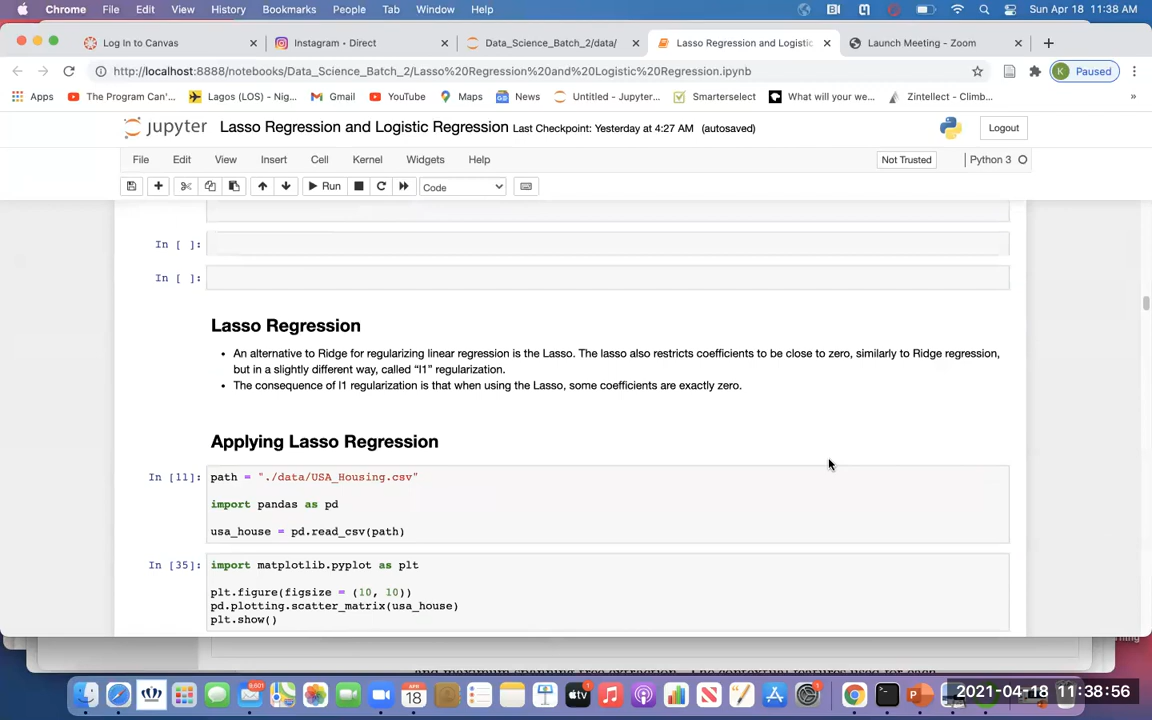 Chrome File Edit View History Bookmarks People Tab Window Help Sun Apr 18 11:38 AM
Log In to Canvas Instagram • Direct Data_Science_Batch_2/data/ Lasso Regression and Logistic Launch Meeting - Zoom
http://localhost:8888/notebooks/Data_Science_Batch_2/Lasso%20Regression%20and%20Logistic%20Regression.ipynb K Paused
Apps The Program Can'... Lagos (LOS) - Nig... Gmail YouTube Maps News Untitled - Jupyter... Smarterselect What will your we... Zintellect - Climb... »
jupyter Lasso Regression and Logistic Regression Last Checkpoint: Yesterday at 4:27 AM (autosaved) Logout
File Edit View Insert Cell Kernel Widgets Help Not Trusted Python 3
Run Code
In [ ]:
In [ ]:
Lasso Regression
• An alternative to Ridge for regularizing linear regression is the Lasso. The lasso also restricts coefficients to be close to zero, similarly to Ridge regression,
but in a slightly different way, called “l1” regularization.
• The consequence of l1 regularization is that when using the Lasso, some coefficients are exactly zero.
Applying Lasso Regression
In [11]: path = "./data/USA_Housing.csv"
import pandas as pd
usa_house = pd.read_csv(path)
In [35]: import matplotlib.pyplot as plt
plt.figure(figsize = (10, 10))
pd.plotting.scatter_matrix(usa_house)
plt.show()
2021-04-18 11:38:56